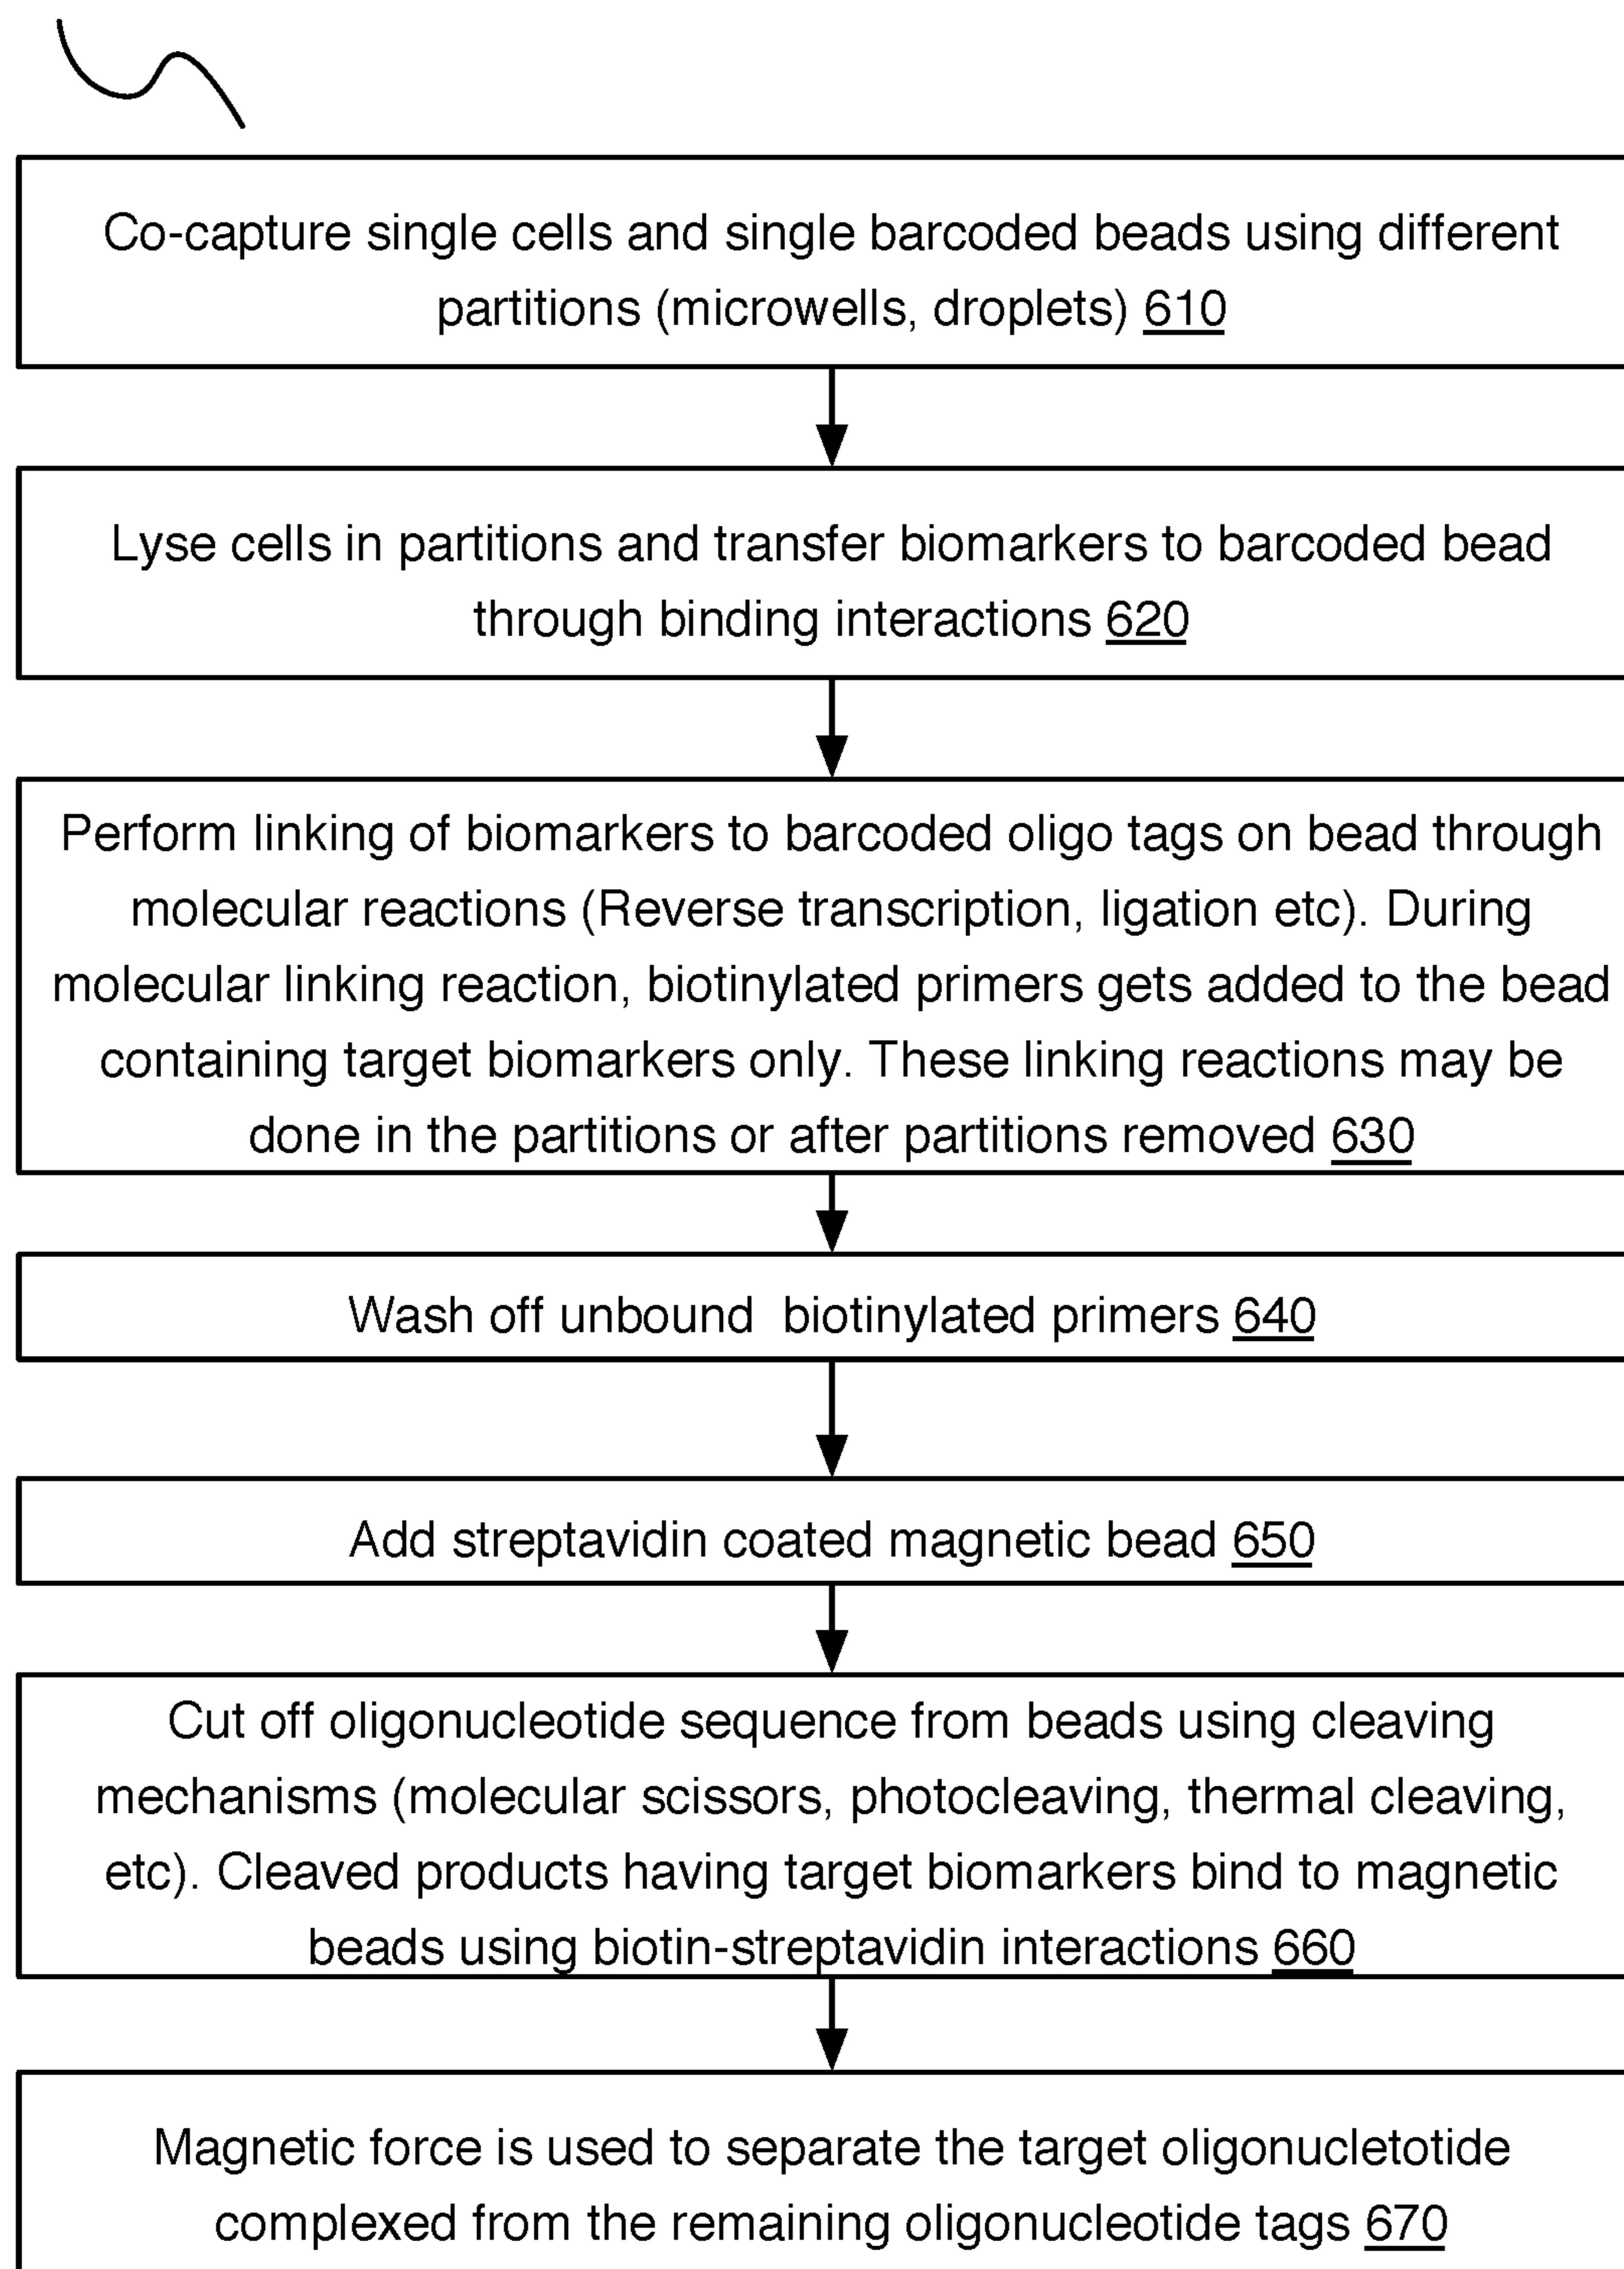 Co-capture single cells and single barcoded beads using different
partitions (microwells, droplets) 610
Lyse cells in partitions and transfer biomarkers to barcoded bead
through binding interactions 620
Perform linking of biomarkers to barcoded oligo tags on bead through
molecular reactions (Reverse transcription, ligation etc). During
molecular linking reaction, biotinylated primers gets added to the bead
containing target biomarkers only. These linking reactions may be
done in the partitions or after partitions removed 630
Wash off unbound  biotinylated primers 640
Add streptavidin coated magnetic bead 650
Cut off oligonucleotide sequence from beads using cleaving
mechanisms (molecular scissors, photocleaving, thermal cleaving,
etc). Cleaved products having target biomarkers bind to magnetic
beads using biotin-streptavidin interactions 660
Magnetic force is used to separate the target oligonucletotide
complexed from the remaining oligonucleotide tags 670